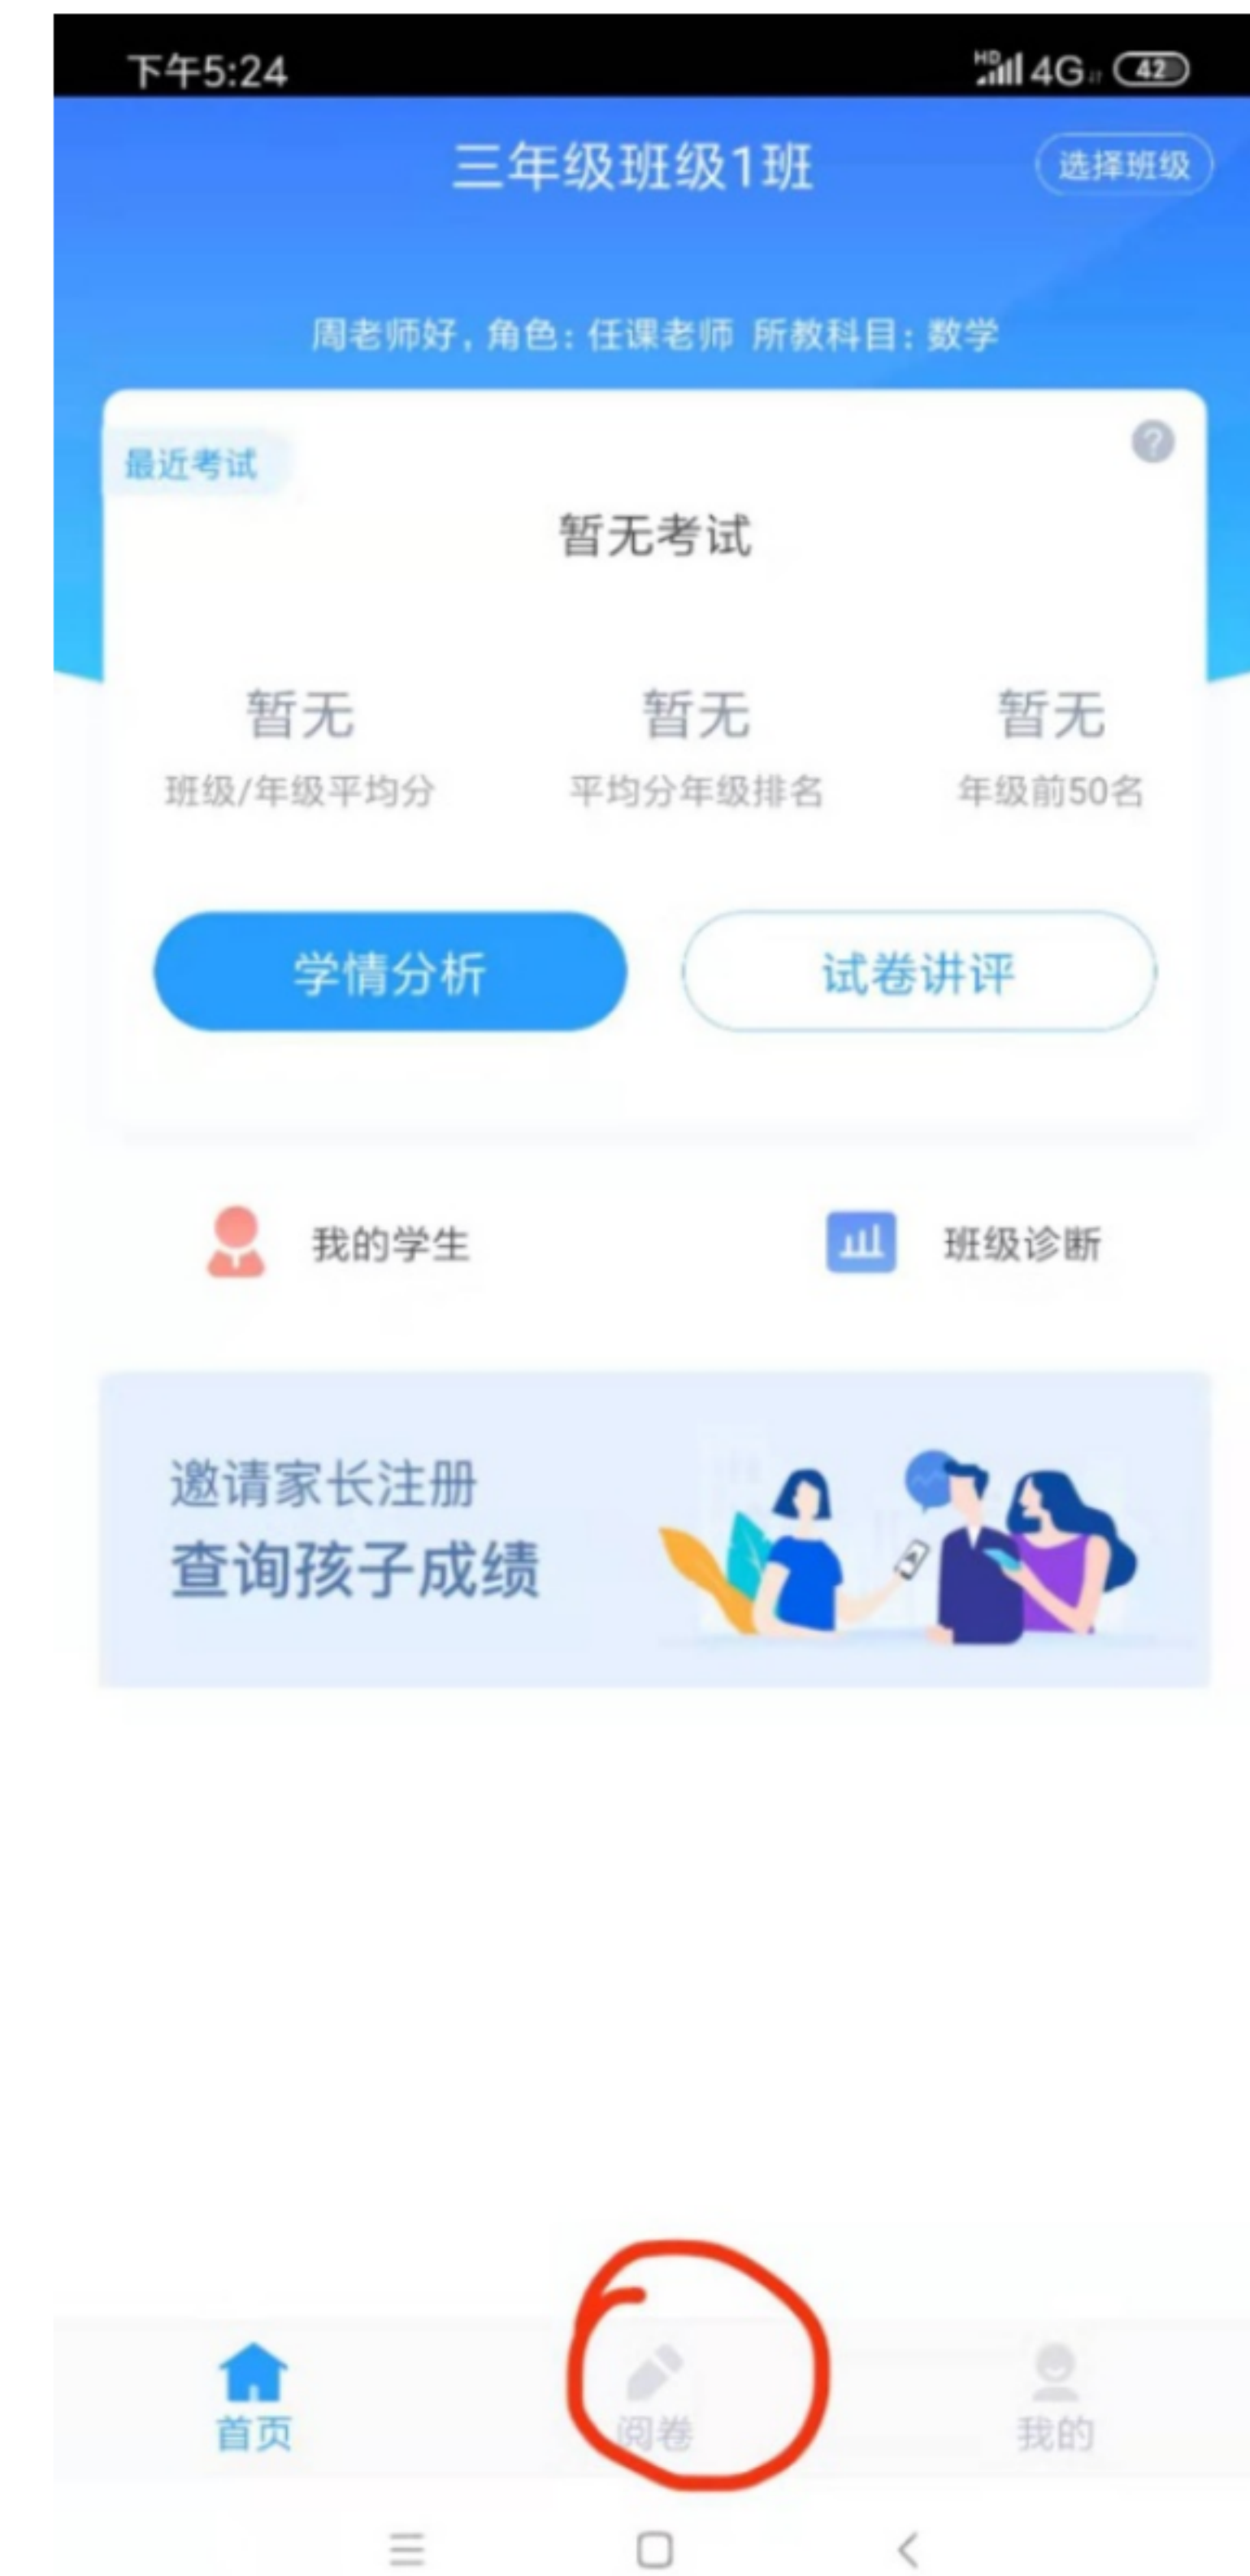 下午5:24 HD 4G 42
三年级班级1班 选择班级
周老师好，角色：任课老师 所教科目：数学
最近考试 ?
暂无考试
暂无 暂无 暂无
班级/年级平均分 平均分年级排名 年级前50名
学情分析 试卷讲评
我的学生 班级诊断
邀请家长注册
查询孩子成绩
首页 阅卷 我的